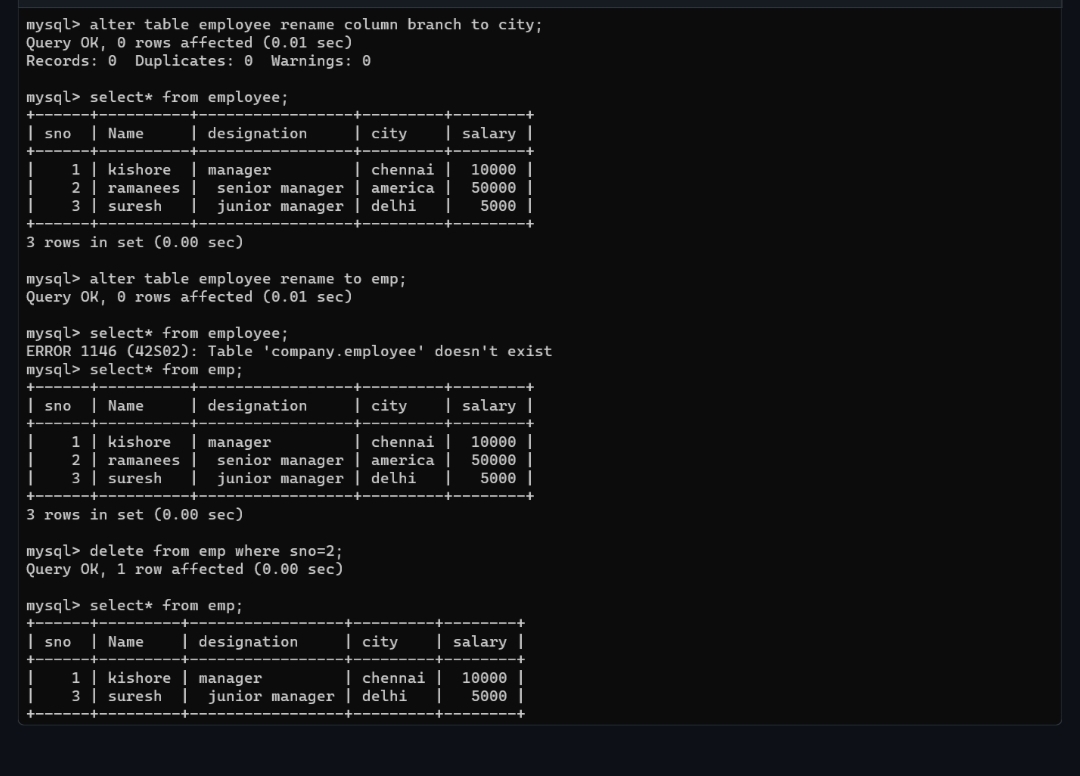 mysql> alter table employee rename column branch to city;
Query OK, 0 rows affected (0.01 sec)
Records: 0  Duplicates: 0  Warnings: 0
mysql> select* from employee;
+------+----------+-----------------+---------+--------+
| sno  | Name     | designation     | city    | salary |
+------+----------+-----------------+---------+--------+
|    1 | kishore  | manager         | chennai |  10000 |
|    2 | ramanees |  senior manager | america |  50000 |
|    3 | suresh   |  junior manager | delhi   |   5000 |
+------+----------+-----------------+---------+--------+
3 rows in set (0.00 sec)
mysql> alter table employee rename to emp;
Query OK, 0 rows affected (0.01 sec)
mysql> select* from employee;
ERROR 1146 (42S02): Table 'company.employee' doesn't exist
mysql> select* from emp;
+------+----------+-----------------+---------+--------+
| sno  | Name     | designation     | city    | salary |
+------+----------+-----------------+---------+--------+
|    1 | kishore  | manager         | chennai |  10000 |
|    2 | ramanees |  senior manager | america |  50000 |
|    3 | suresh   |  junior manager | delhi   |   5000 |
+------+----------+-----------------+---------+--------+
3 rows in set (0.00 sec)
mysql> delete from emp where sno=2;
Query OK, 1 row affected (0.00 sec)
mysql> select* from emp;
+------+---------+-----------------+---------+--------+
| sno  | Name    | designation     | city    | salary |
+------+---------+-----------------+---------+--------+
|    1 | kishore | manager         | chennai |  10000 |
|    3 | suresh  |  junior manager | delhi   |   5000 |
+------+---------+-----------------+---------+--------+